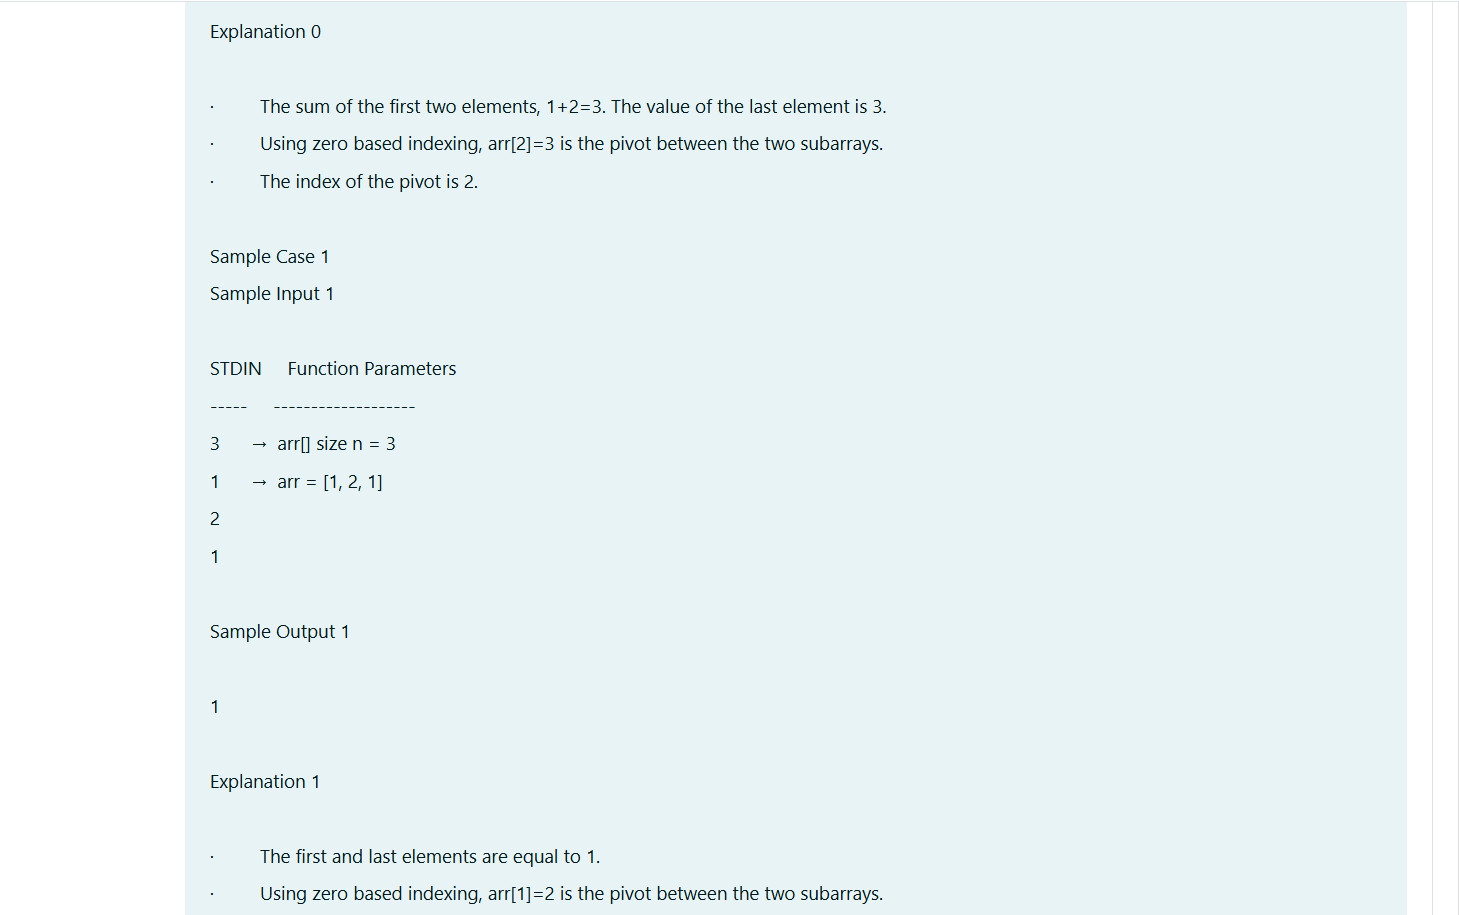 Explanation 0
· The sum of the first two elements, 1+2=3. The value of the last element is 3.
· Using zero based indexing, arr[2]=3 is the pivot between the two subarrays.
· The index of the pivot is 2.
Sample Case 1
Sample Input 1
STDIN Function Parameters
----- -------------------
3 → arr[] size n = 3
1 → arr = [1, 2, 1]
2
1
Sample Output 1
1
Explanation 1
· The first and last elements are equal to 1.
· Using zero based indexing, arr[1]=2 is the pivot between the two subarrays.